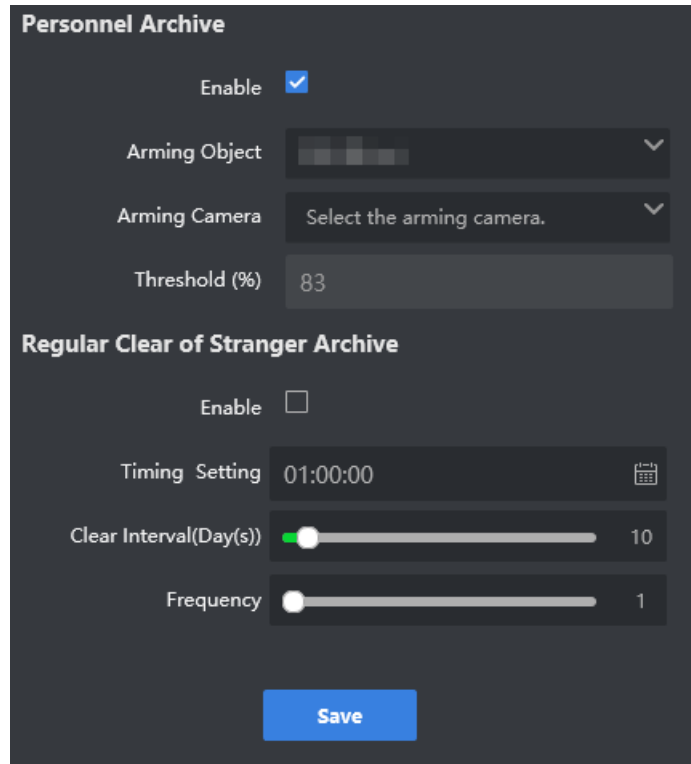 Personnel Archive
Enable
Arming Object
Arming Camera Select the arming camera.
Threshold (%) 83
Regular Clear of Stranger Archive
Enable
Timing Setting 01:00:00
Clear Interval(Day(s)) 10
Frequency 1
Save